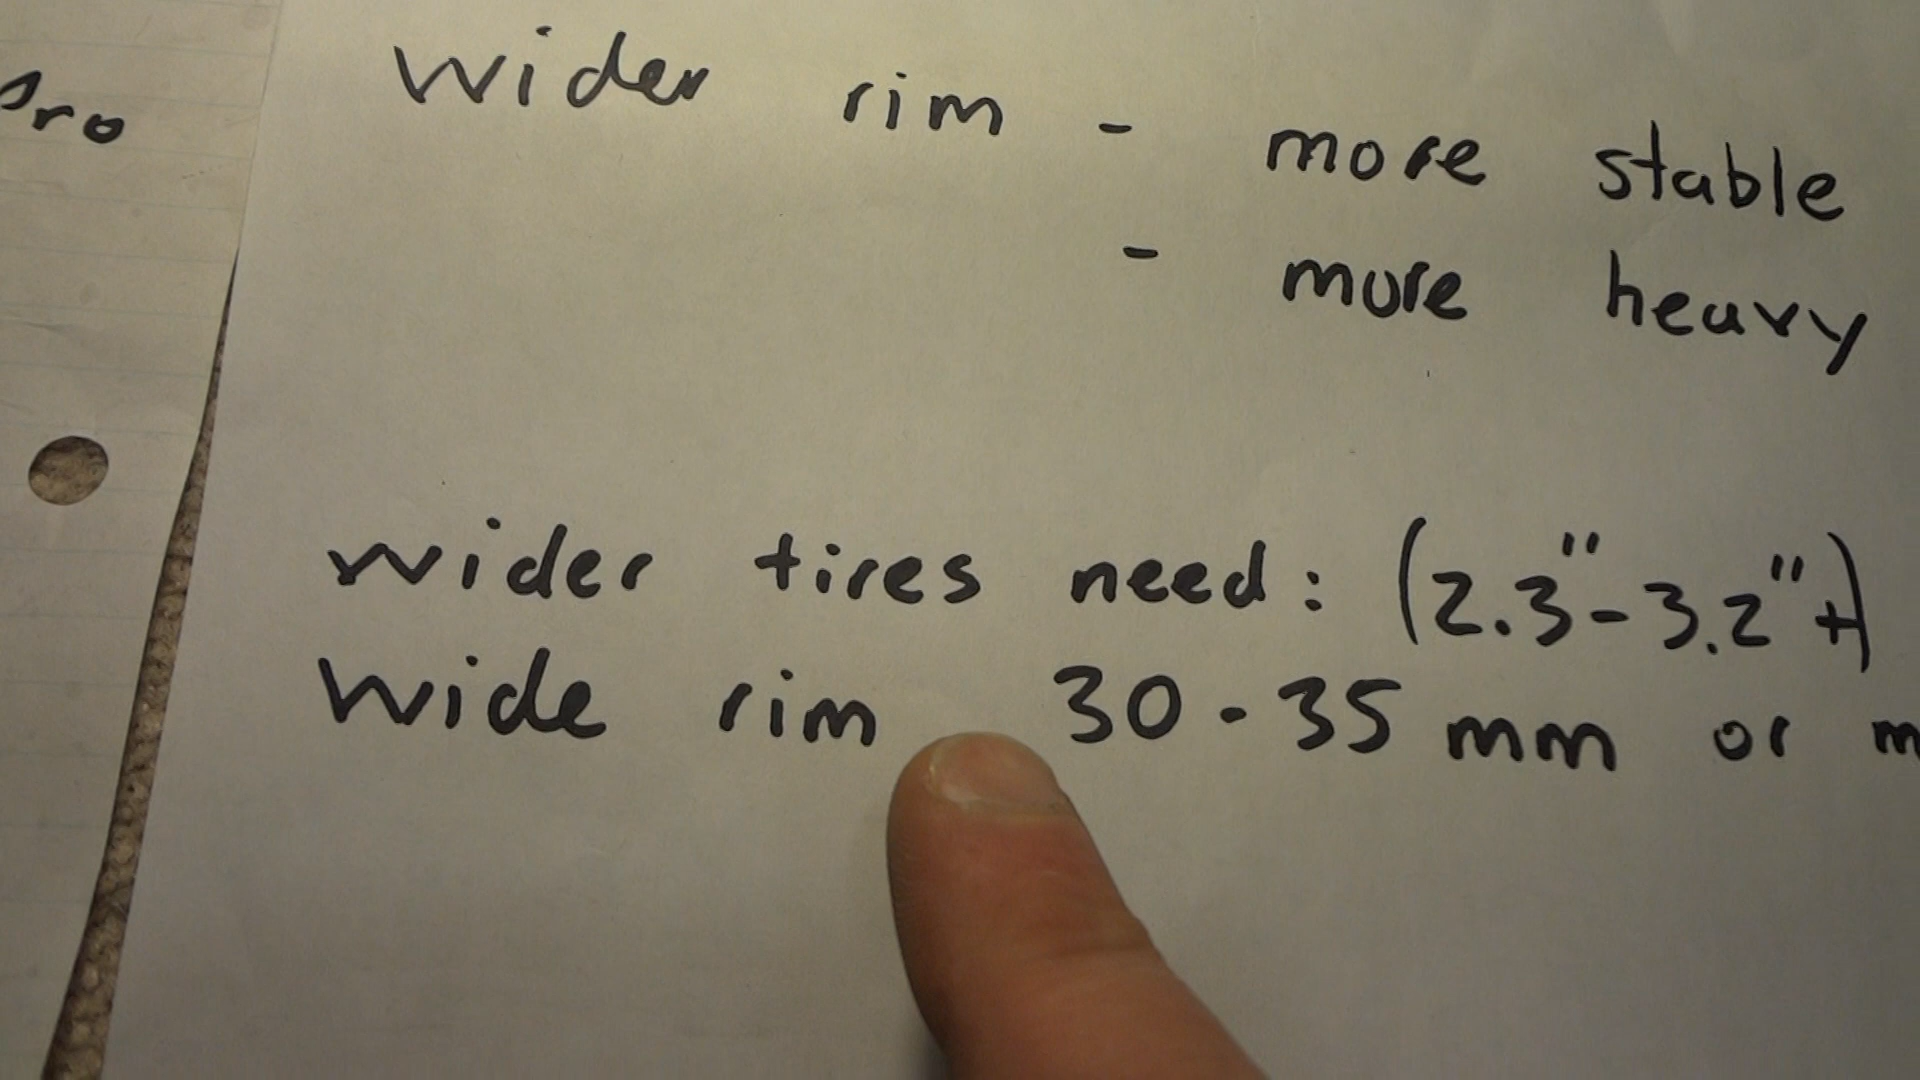 Pro
wider rim - more stable
- more heavy
wider tires need: (2.3"-3.2"+)
Wide rim 30-35 mm or m